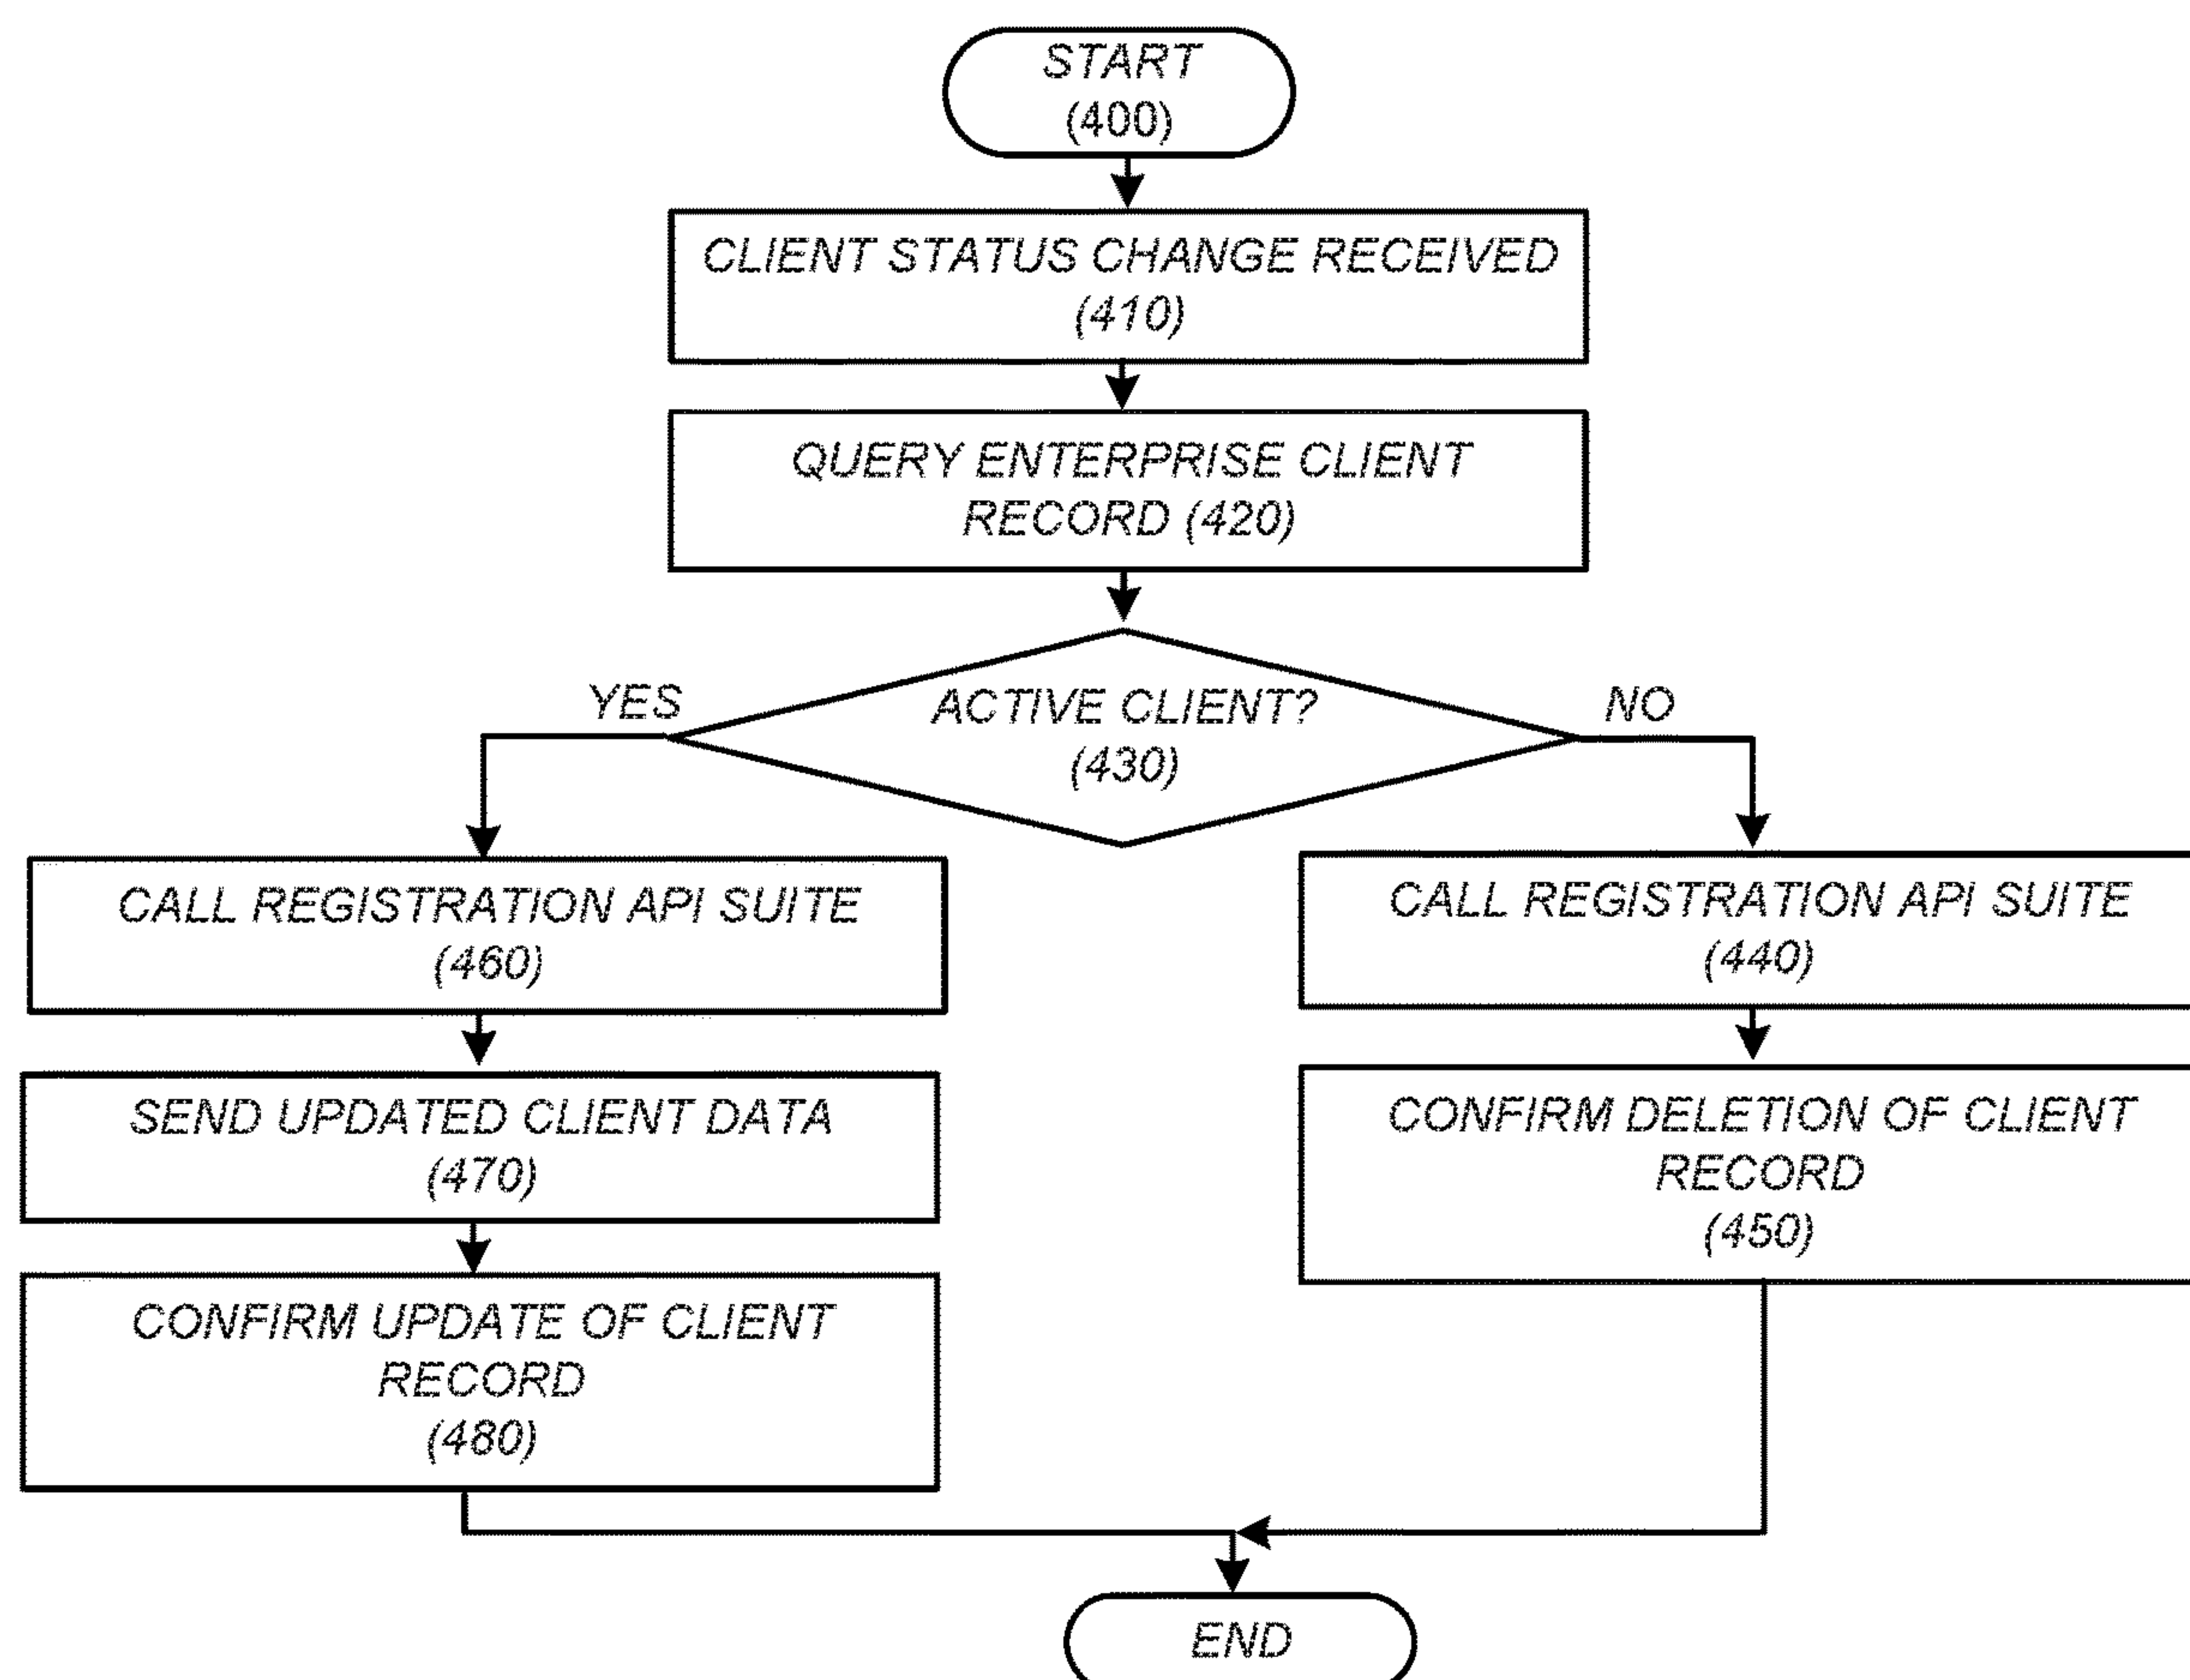 START
(400)
CLIENT STATUS CHANGE RECEIVED
(410)
QUERY ENTERPRISE CLIENT
RECORD (420)
YES
ACTIVE CLIENT?
(430)
NO
CALL REGISTRATION API SUITE
(460)
SEND UPDATED CLIENT DATA
(470)
CONFIRM UPDATE OF CLIENT
RECORD
(480)
CALL REGISTRATION API SUITE
(440)
CONFIRM DELETION OF CLIENT
RECORD
(450)
END